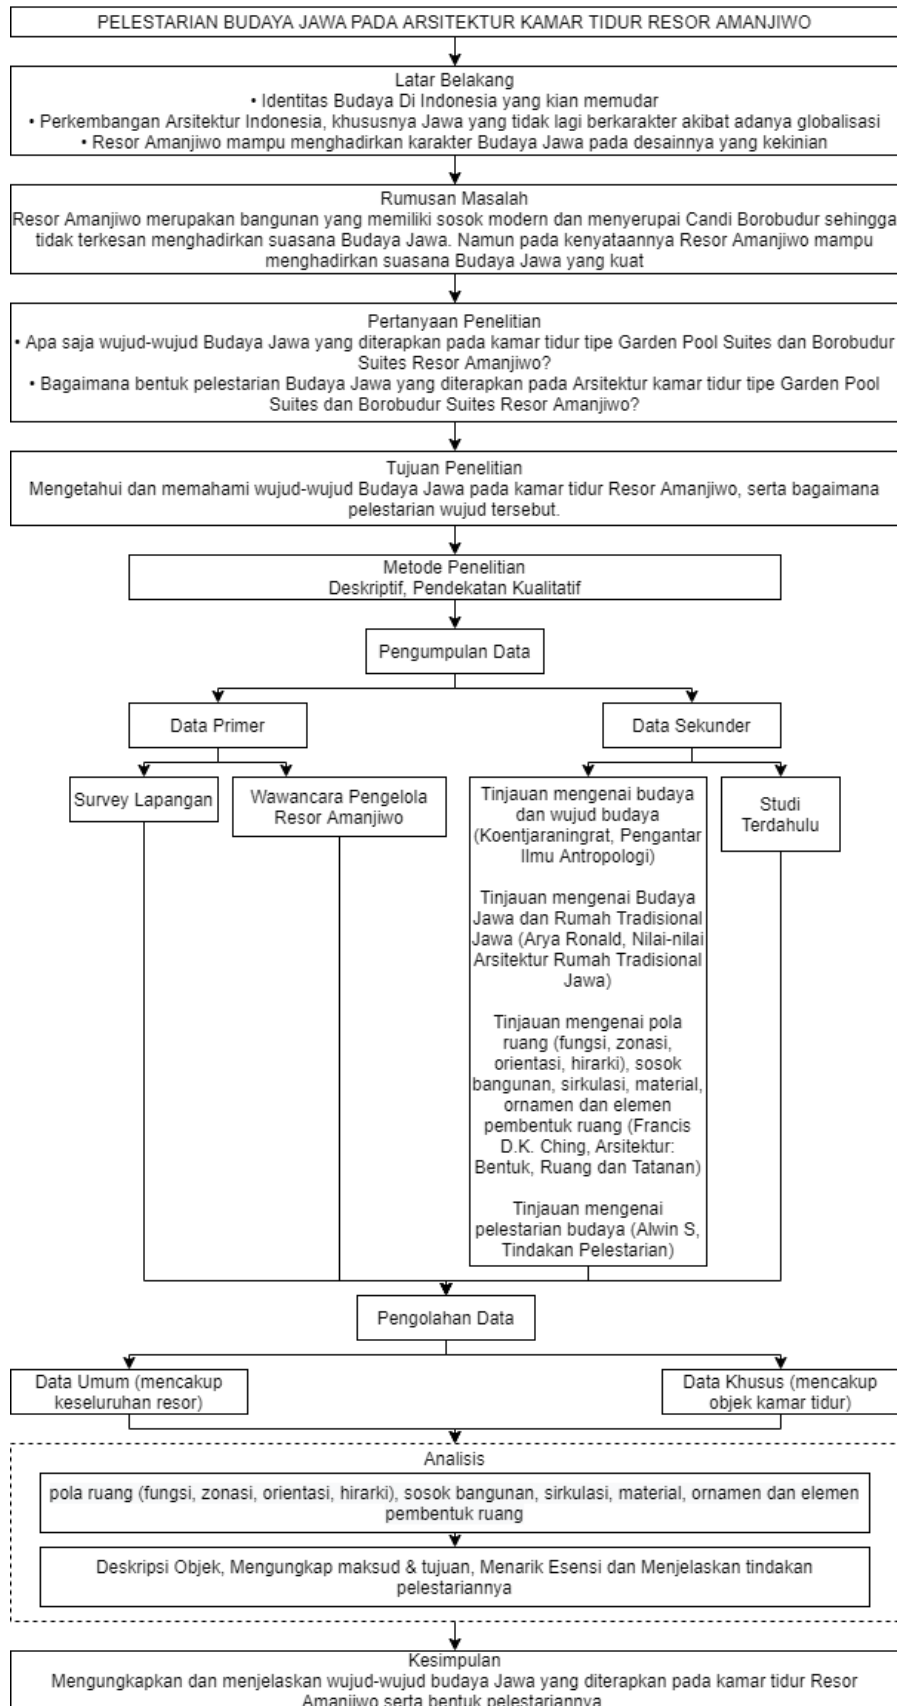 PELESTARIAN BUDAYA JAWA PADA ARSITEKTUR KAMAR TIDUR RESOR AMANJIWO
Latar Belakang
• Identitas Budaya Di Indonesia yang kian memudar
• Perkembangan Arsitektur Indonesia, khususnya Jawa yang tidak lagi berkarakter akibat adanya globalisasi
• Resor Amanjiwo mampu menghadirkan karakter Budaya Jawa pada desainnya yang kekinian
Rumusan Masalah
Resor Amanjiwo merupakan bangunan yang memiliki sosok modern dan menyerupai Candi Borobudur sehingga
tidak terkesan menghadirkan suasana Budaya Jawa. Namun pada kenyataannya Resor Amanjiwo mampu
menghadirkan suasana Budaya Jawa yang kuat
Pertanyaan Penelitian
• Apa saja wujud-wujud Budaya Jawa yang diterapkan pada kamar tidur tipe Garden Pool Suites dan Borobudur
Suites Resor Amanjiwo?
• Bagaimana bentuk pelestarian Budaya Jawa yang diterapkan pada Arsitektur kamar tidur tipe Garden Pool
Suites dan Borobudur Suites Resor Amanjiwo?
Tujuan Penelitian
Mengetahui dan memahami wujud-wujud Budaya Jawa pada kamar tidur Resor Amanjiwo, serta bagaimana
pelestarian wujud tersebut.
Metode Penelitian
Deskriptif, Pendekatan Kualitatif
Pengumpulan Data
Data Primer
Data Sekunder
Survey Lapangan
Wawancara Pengelola
Resor Amanjiwo
Tinjauan mengenai budaya
dan wujud budaya
(Koentjaraningrat, Pengantar
Ilmu Antropologi)
Tinjauan mengenai Budaya
Jawa dan Rumah Tradisional
Jawa (Arya Ronald, Nilai-nilai
Arsitektur Rumah Tradisional
Jawa)
Tinjauan mengenai pola
ruang (fungsi, zonasi,
orientasi, hirarki), sosok
bangunan, sirkulasi, material,
ornamen dan elemen
pembentuk ruang (Francis
D.K. Ching, Arsitektur:
Bentuk, Ruang dan Tatanan)
Tinjauan mengenai
pelestarian budaya (Alwin S,
Tindakan Pelestarian)
Studi
Terdahulu
Pengolahan Data
Data Umum (mencakup
keseluruhan resor)
Data Khusus (mencakup
objek kamar tidur)
Analisis
pola ruang (fungsi, zonasi, orientasi, hirarki), sosok bangunan, sirkulasi, material, ornamen dan elemen
pembentuk ruang
Deskripsi Objek, Mengungkap maksud & tujuan, Menarik Esensi dan Menjelaskan tindakan
pelestariannya
Kesimpulan
Mengungkapkan dan menjelaskan wujud-wujud budaya Jawa yang diterapkan pada kamar tidur Resor
Amanjiwo serta bentuk pelestariannya